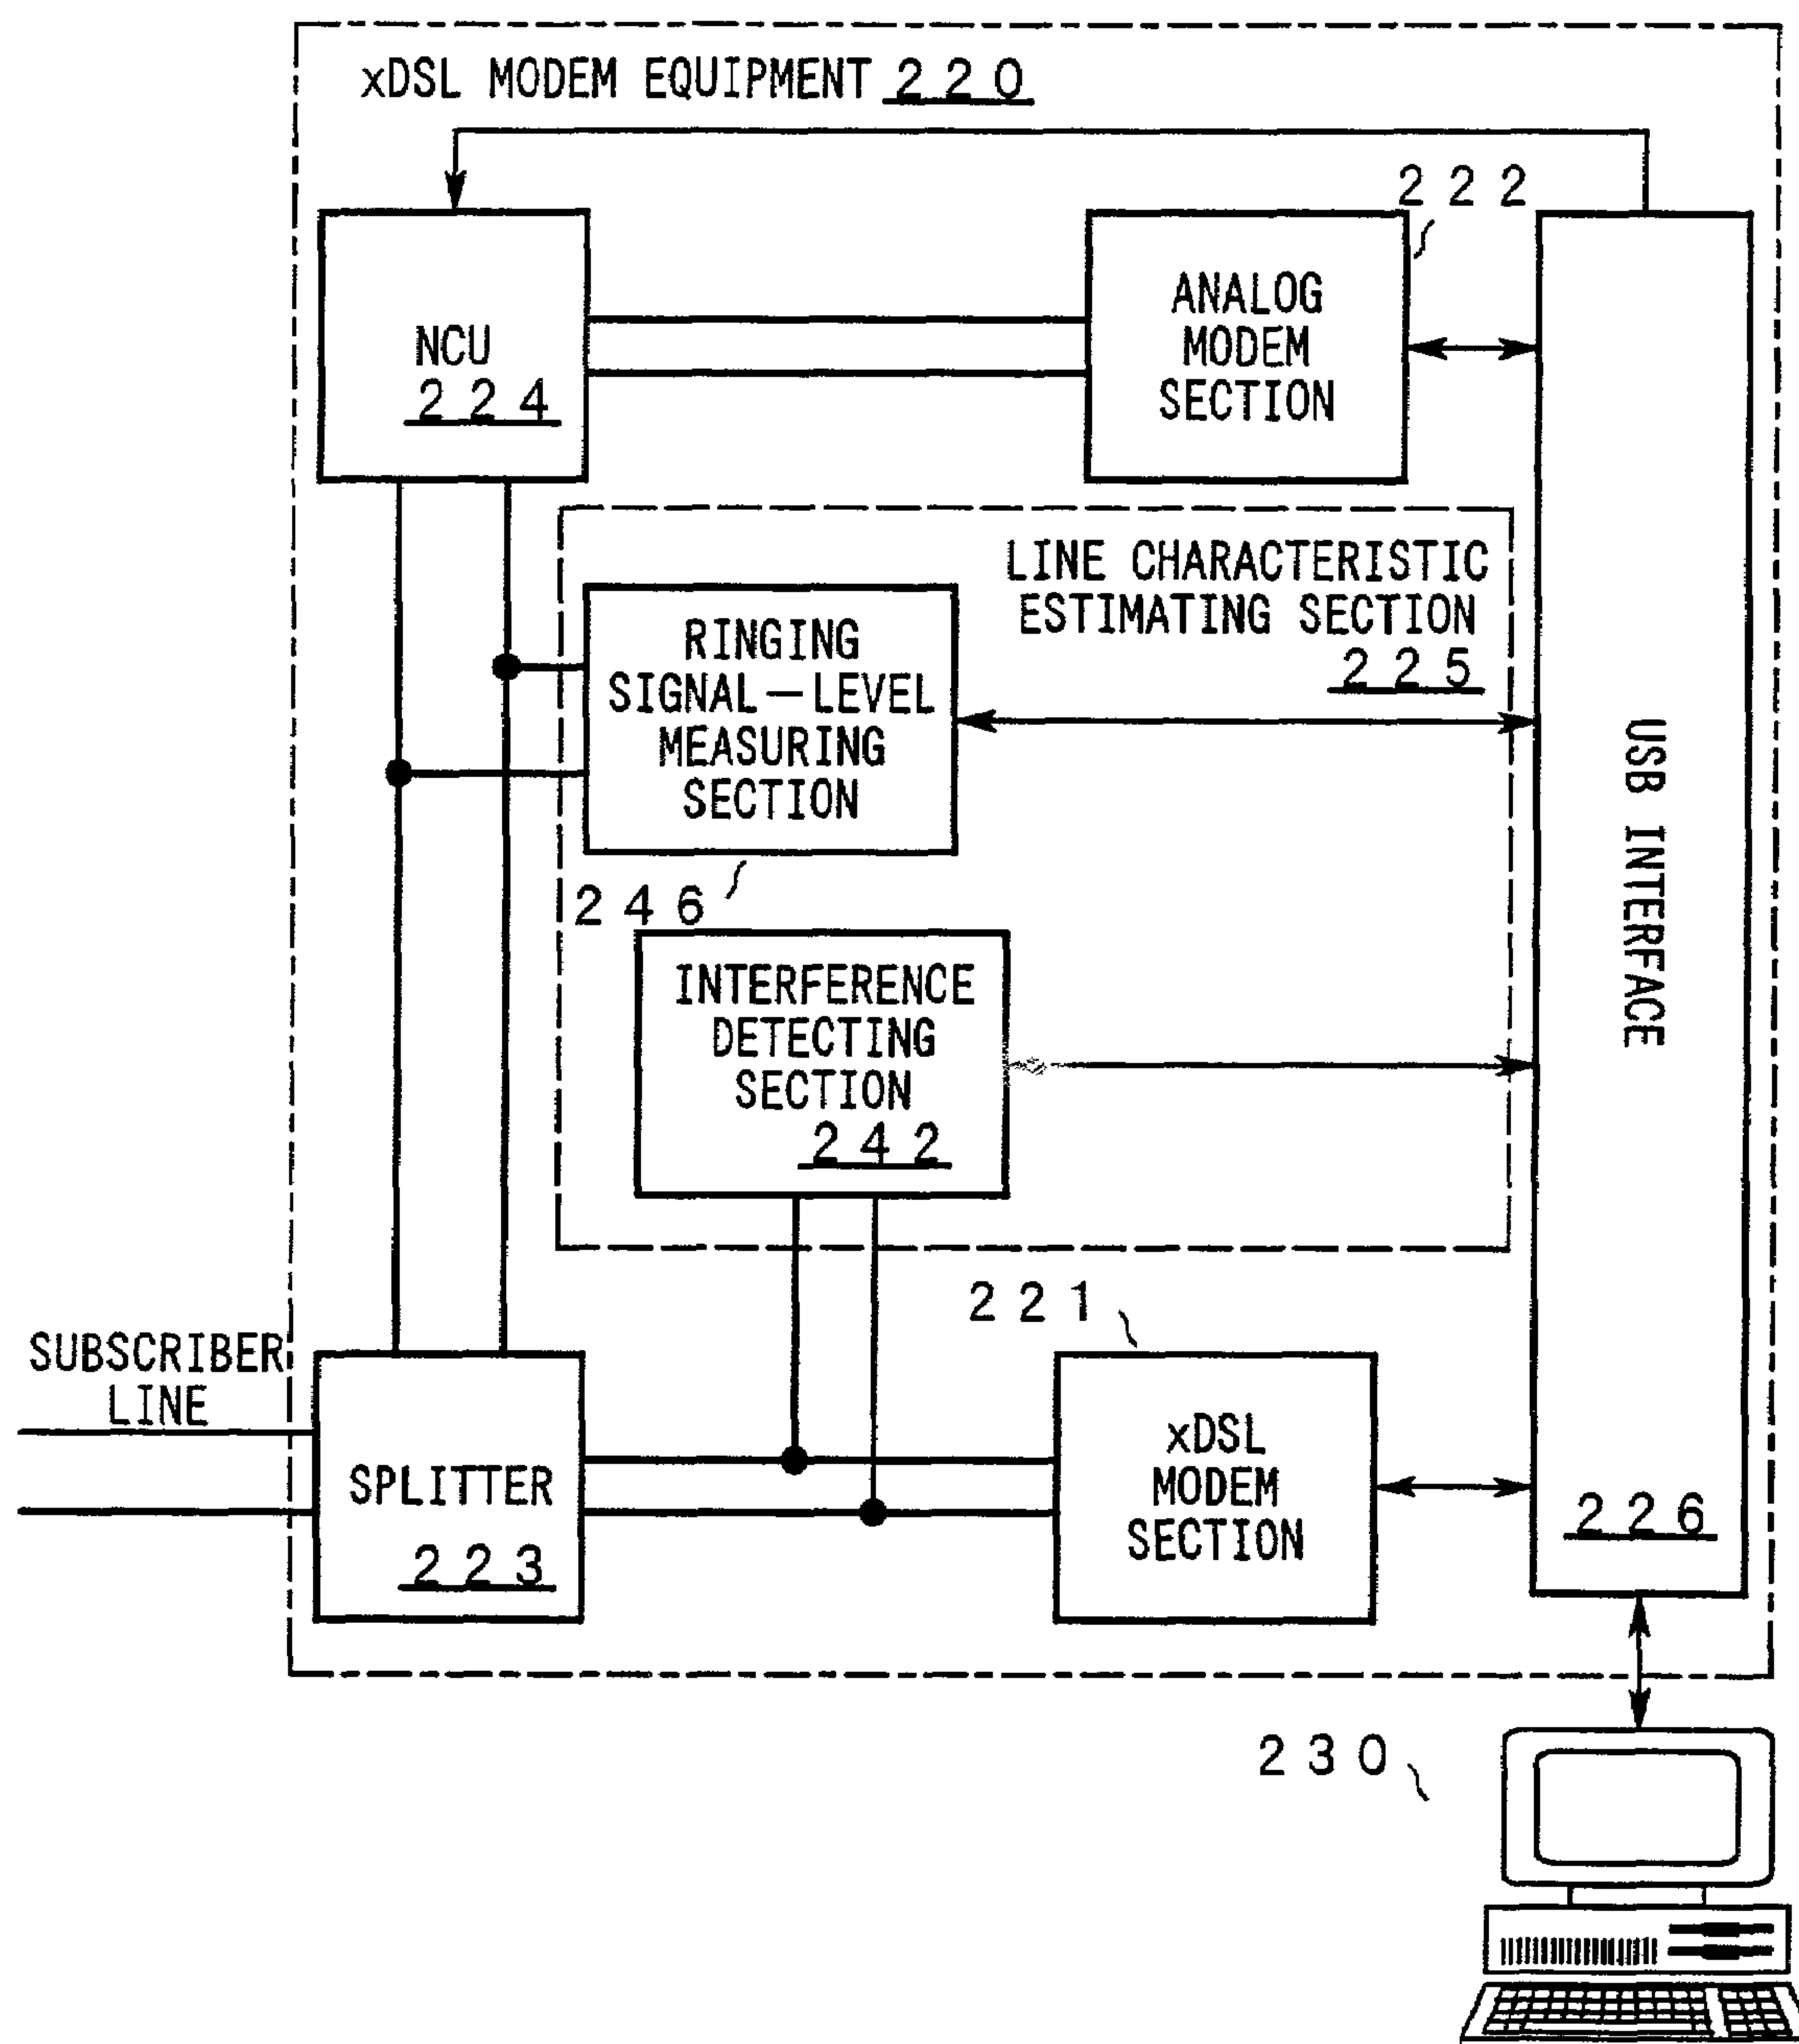 xDSL MODEM EQUIPMENT 220
222
NCU
224
ANALOG
MODEM
SECTION
LINE CHARACTERISTIC
ESTIMATING SECTION
225
RINGING
SIGNAL—LEVEL
MEASURING
SECTION
246
USB INTERFACE
INTERFERENCE
DETECTING
SECTION
242
221
SUBSCRIBER
LINE
SPLITTER
223
xDSL
MODEM
SECTION
226
230